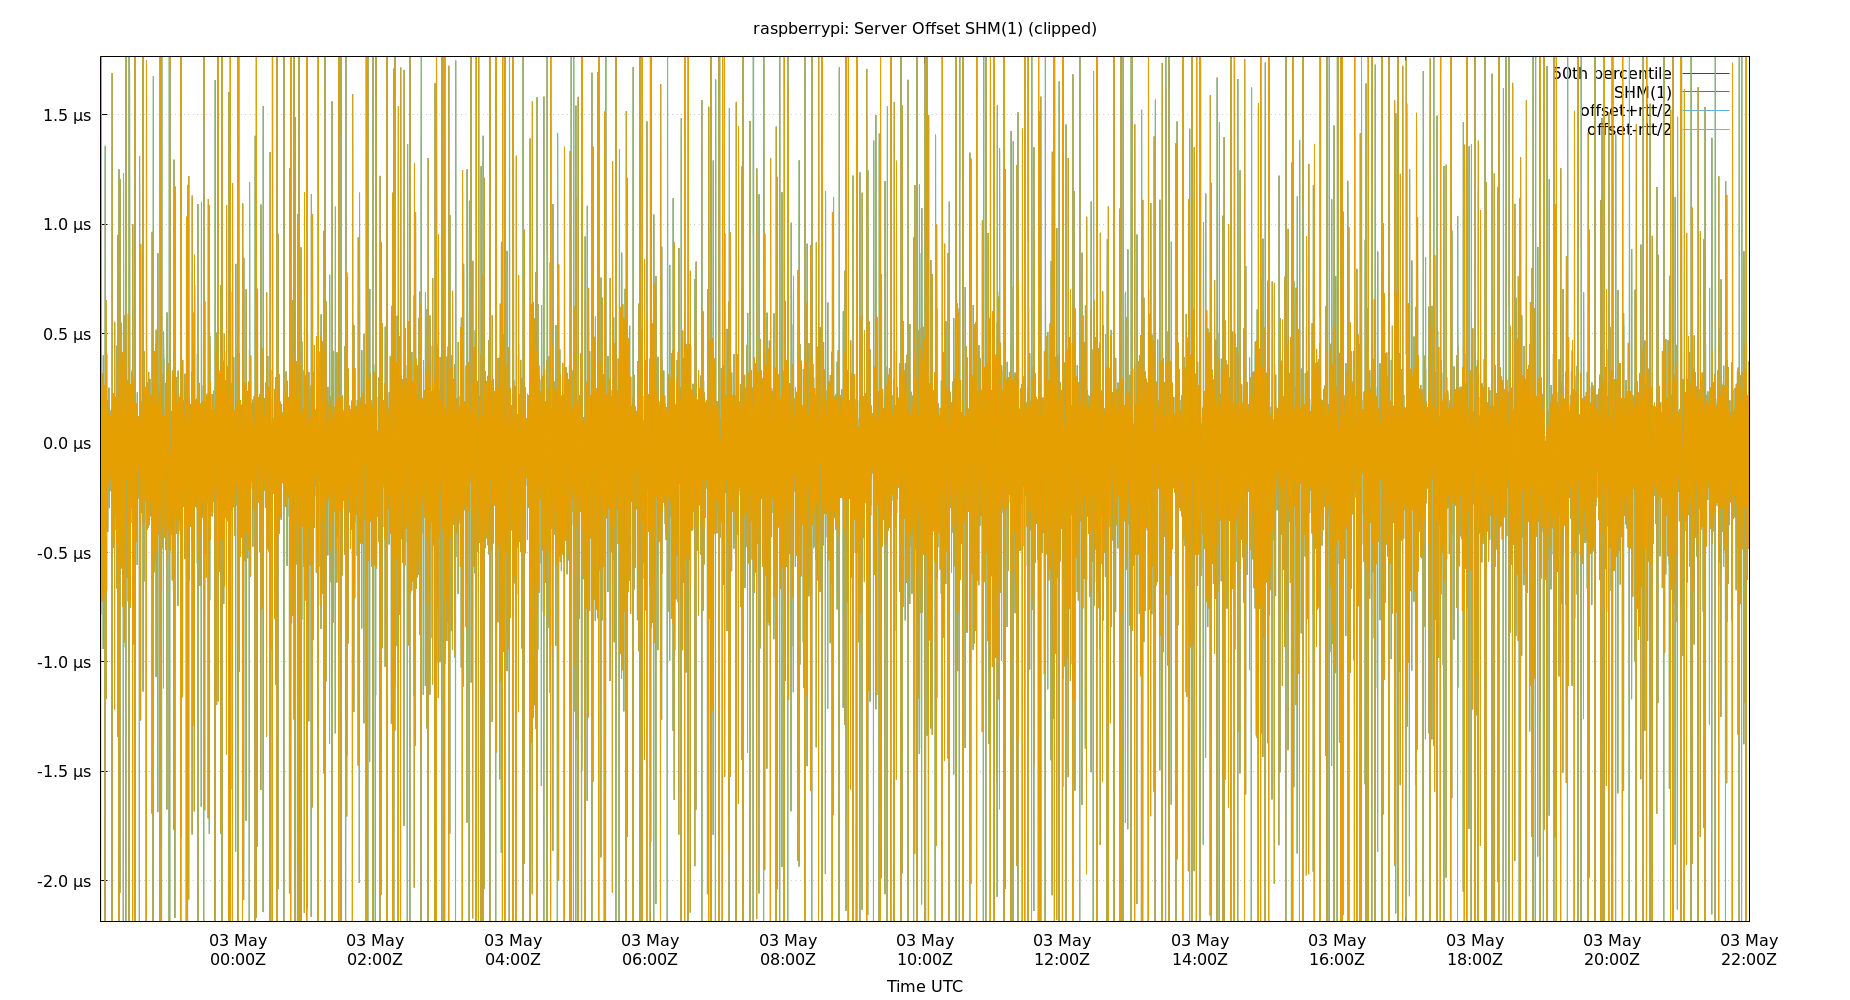 raspberrypi: Server Offset SHM(1) (clipped)
50th percentile
SHM(1)
offset+rtt/2
offset-rtt/2
1.5 µs
1.0 µs
0.5 µs
0.0 µs
-0.5 µs
-1.0 µs
-1.5 µs
-2.0 µs
03 May 03 May 03 May 03 May 03 May 03 May 03 May 03 May 03 May 03 May 03 May 03 May
00:00Z 02:00Z 04:00Z 06:00Z 08:00Z 10:00Z 12:00Z 14:00Z 16:00Z 18:00Z 20:00Z 22:00Z
Time UTC